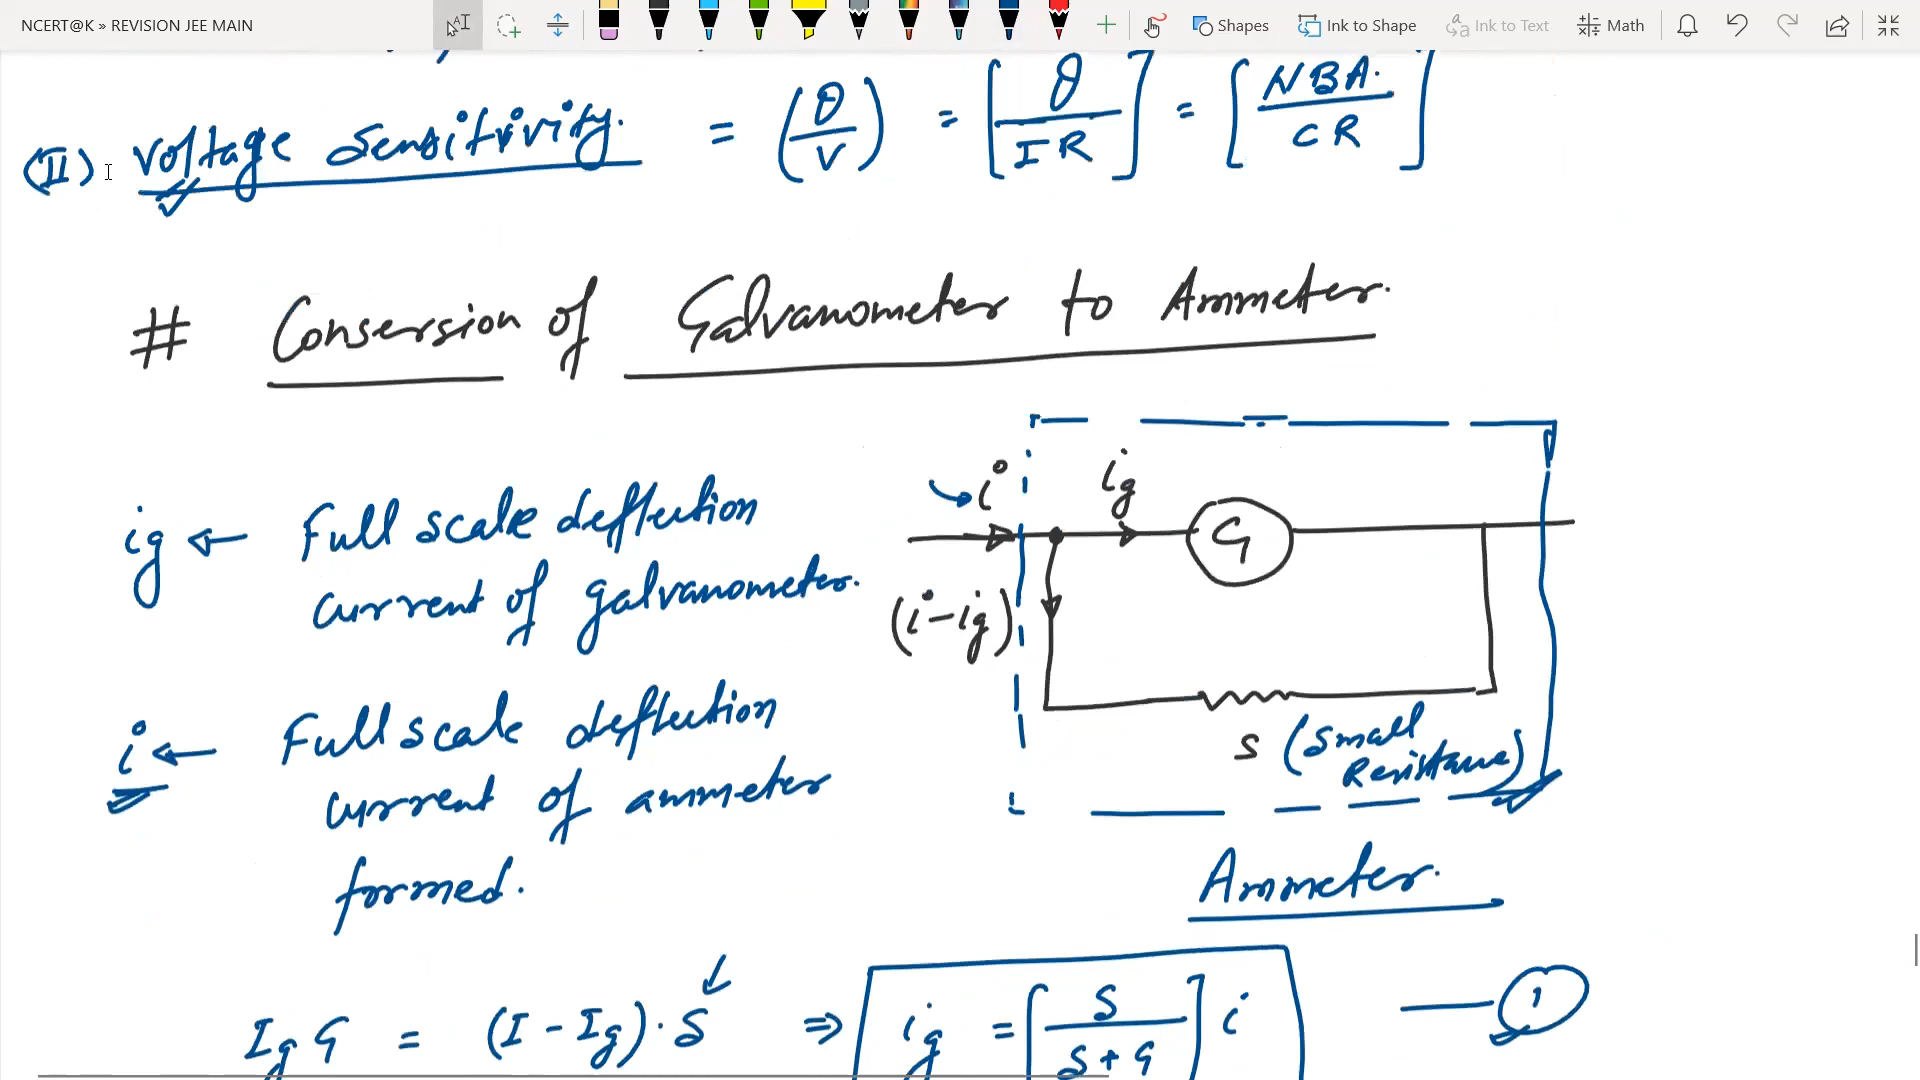 NCERT@K » REVISION JEE MAIN
Shapes
Ink to Shape
Ink to Text
Math
(II) Voltage Sensitivity. = (θ/V) = [θ/IR] = [NBA./CR]
# Conversion of Galvanometer to Ammeter.
ig ← Full scale deflection
current of galvanometer.
i ← Full scale deflection
current of ammeter
formed.
i
ig
G
(i-ig)
S (Small
Resistance)
Ammeter.
Ig G = (I - Ig) · S ⇒ ig = [S/S+G] i — 1